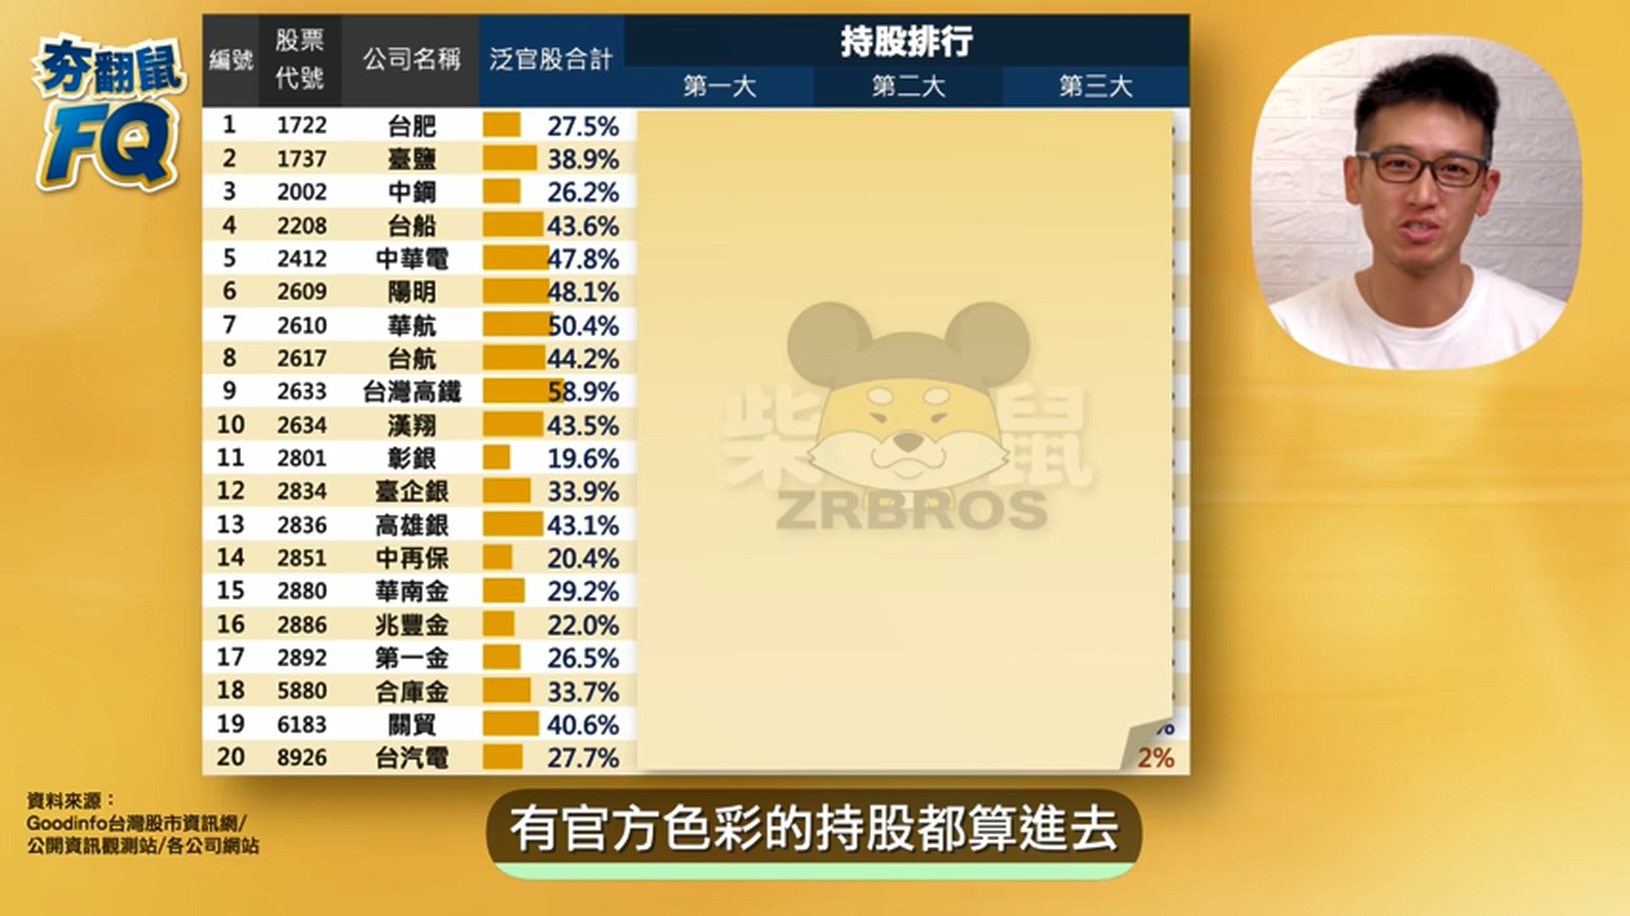 夯翻鼠
FQ
編號 股票代號 公司名稱 泛官股合計 持股排行
第一大 第二大 第三大
1 1722 台肥 27.5%
2 1737 臺鹽 38.9%
3 2002 中鋼 26.2%
4 2208 台船 43.6%
5 2412 中華電 47.8%
6 2609 陽明 48.1%
7 2610 華航 50.4%
8 2617 台航 44.2%
9 2633 台灣高鐵 58.9%
10 2634 漢翔 43.5%
11 2801 彰銀 19.6%
12 2834 臺企銀 33.9%
13 2836 高雄銀 43.1%
14 2851 中再保 20.4%
15 2880 華南金 29.2%
16 2886 兆豐金 22.0%
17 2892 第一金 26.5%
18 5880 合庫金 33.7%
19 6183 關貿 40.6% %
20 8926 台汽電 27.7% 2%
柴鼠
ZRBROS
資料來源：
Goodinfo台灣股市資訊網/
公開資訊觀測站/各公司網站
有官方色彩的持股都算進去